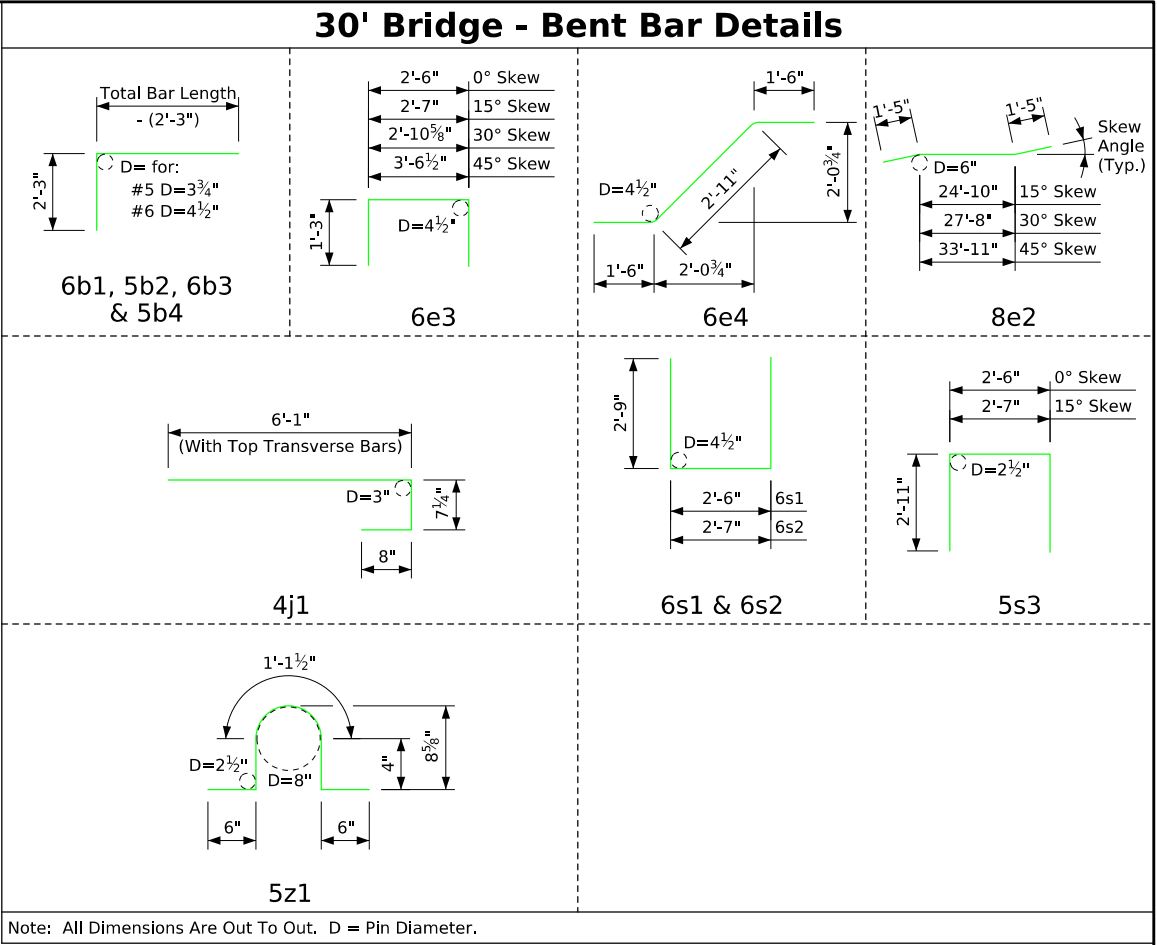 30' Bridge - Bent Bar Details
Total Bar Length
- (2'-3")
2'-3"
D= for:
#5 D=3¾"
#6 D=4½"
6b1, 5b2, 6b3
& 5b4
2'-6" 0° Skew
2'-7" 15° Skew
2'-10⅝" 30° Skew
3'-6½" 45° Skew
1'-3"
D=4½"
6e3
1'-6"
D=4½"
2'-11"
2'-0¾"
1'-6"
2'-0¾"
6e4
1'-5"
1'-5"
Skew
Angle
(Typ.)
D=6"
24'-10" 15° Skew
27'-8" 30° Skew
33'-11" 45° Skew
8e2
6'-1"
(With Top Transverse Bars)
D=3"
7¼"
8"
4j1
2'-9"
D=4½"
2'-6" 6s1
2'-7" 6s2
6s1 & 6s2
2'-6" 0° Skew
2'-7" 15° Skew
D=2½"
2'-11"
5s3
1'-1½"
D=2½"
D=8"
4"
8⅝"
6"
6"
5z1
Note: All Dimensions Are Out To Out. D = Pin Diameter.